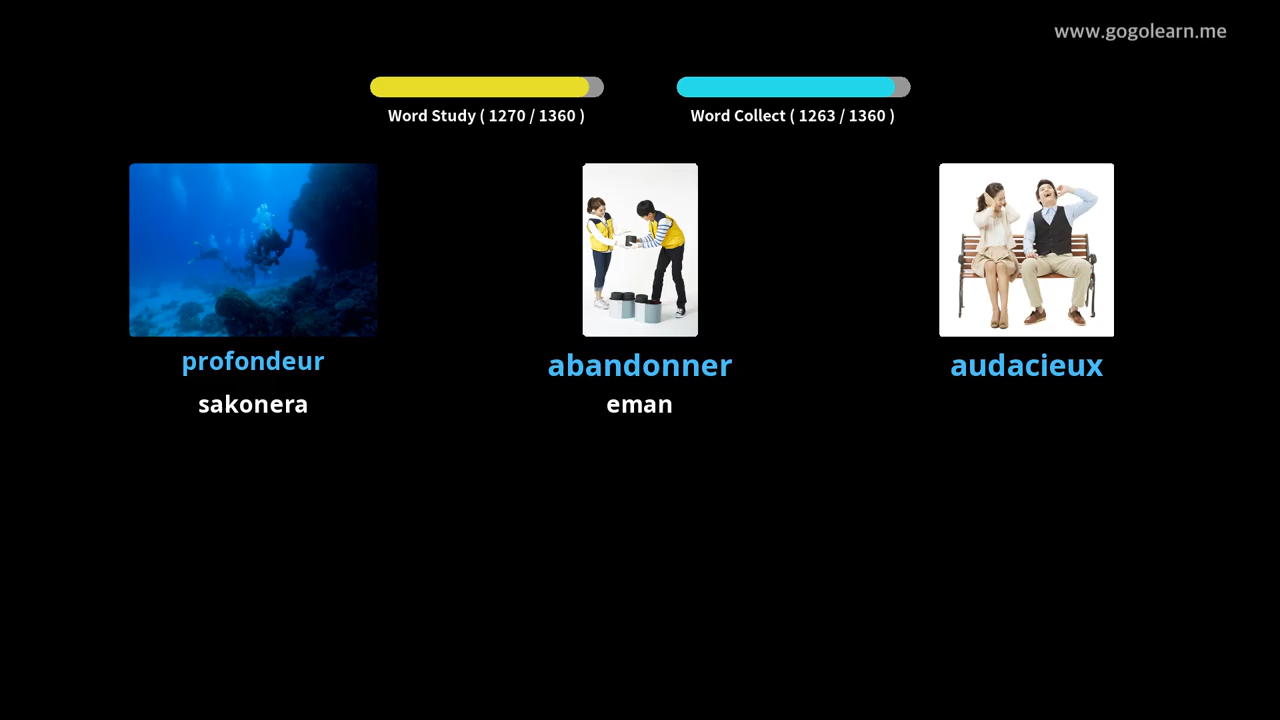 www.gogolearn.me
Word Study ( 1270 / 1360 )
Word Collect ( 1263 / 1360 )
profondeur
sakonera
abandonner
eman
audacieux